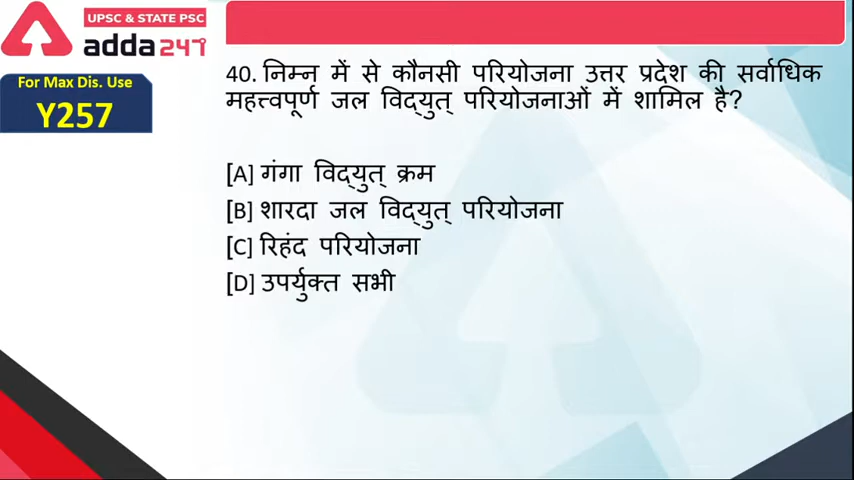 UPSC & STATE PSC
adda247
For Max Dis. Use
Y257
40. निम्न में से कौनसी परियोजना उत्तर प्रदेश की सर्वाधिक
महत्त्वपूर्ण जल विद्युत् परियोजनाओं में शामिल है?
[A] गंगा विद्युत् क्रम
[B] शारदा जल विद्युत् परियोजना
[C] रिहंद परियोजना
[D] उपर्युक्त सभी